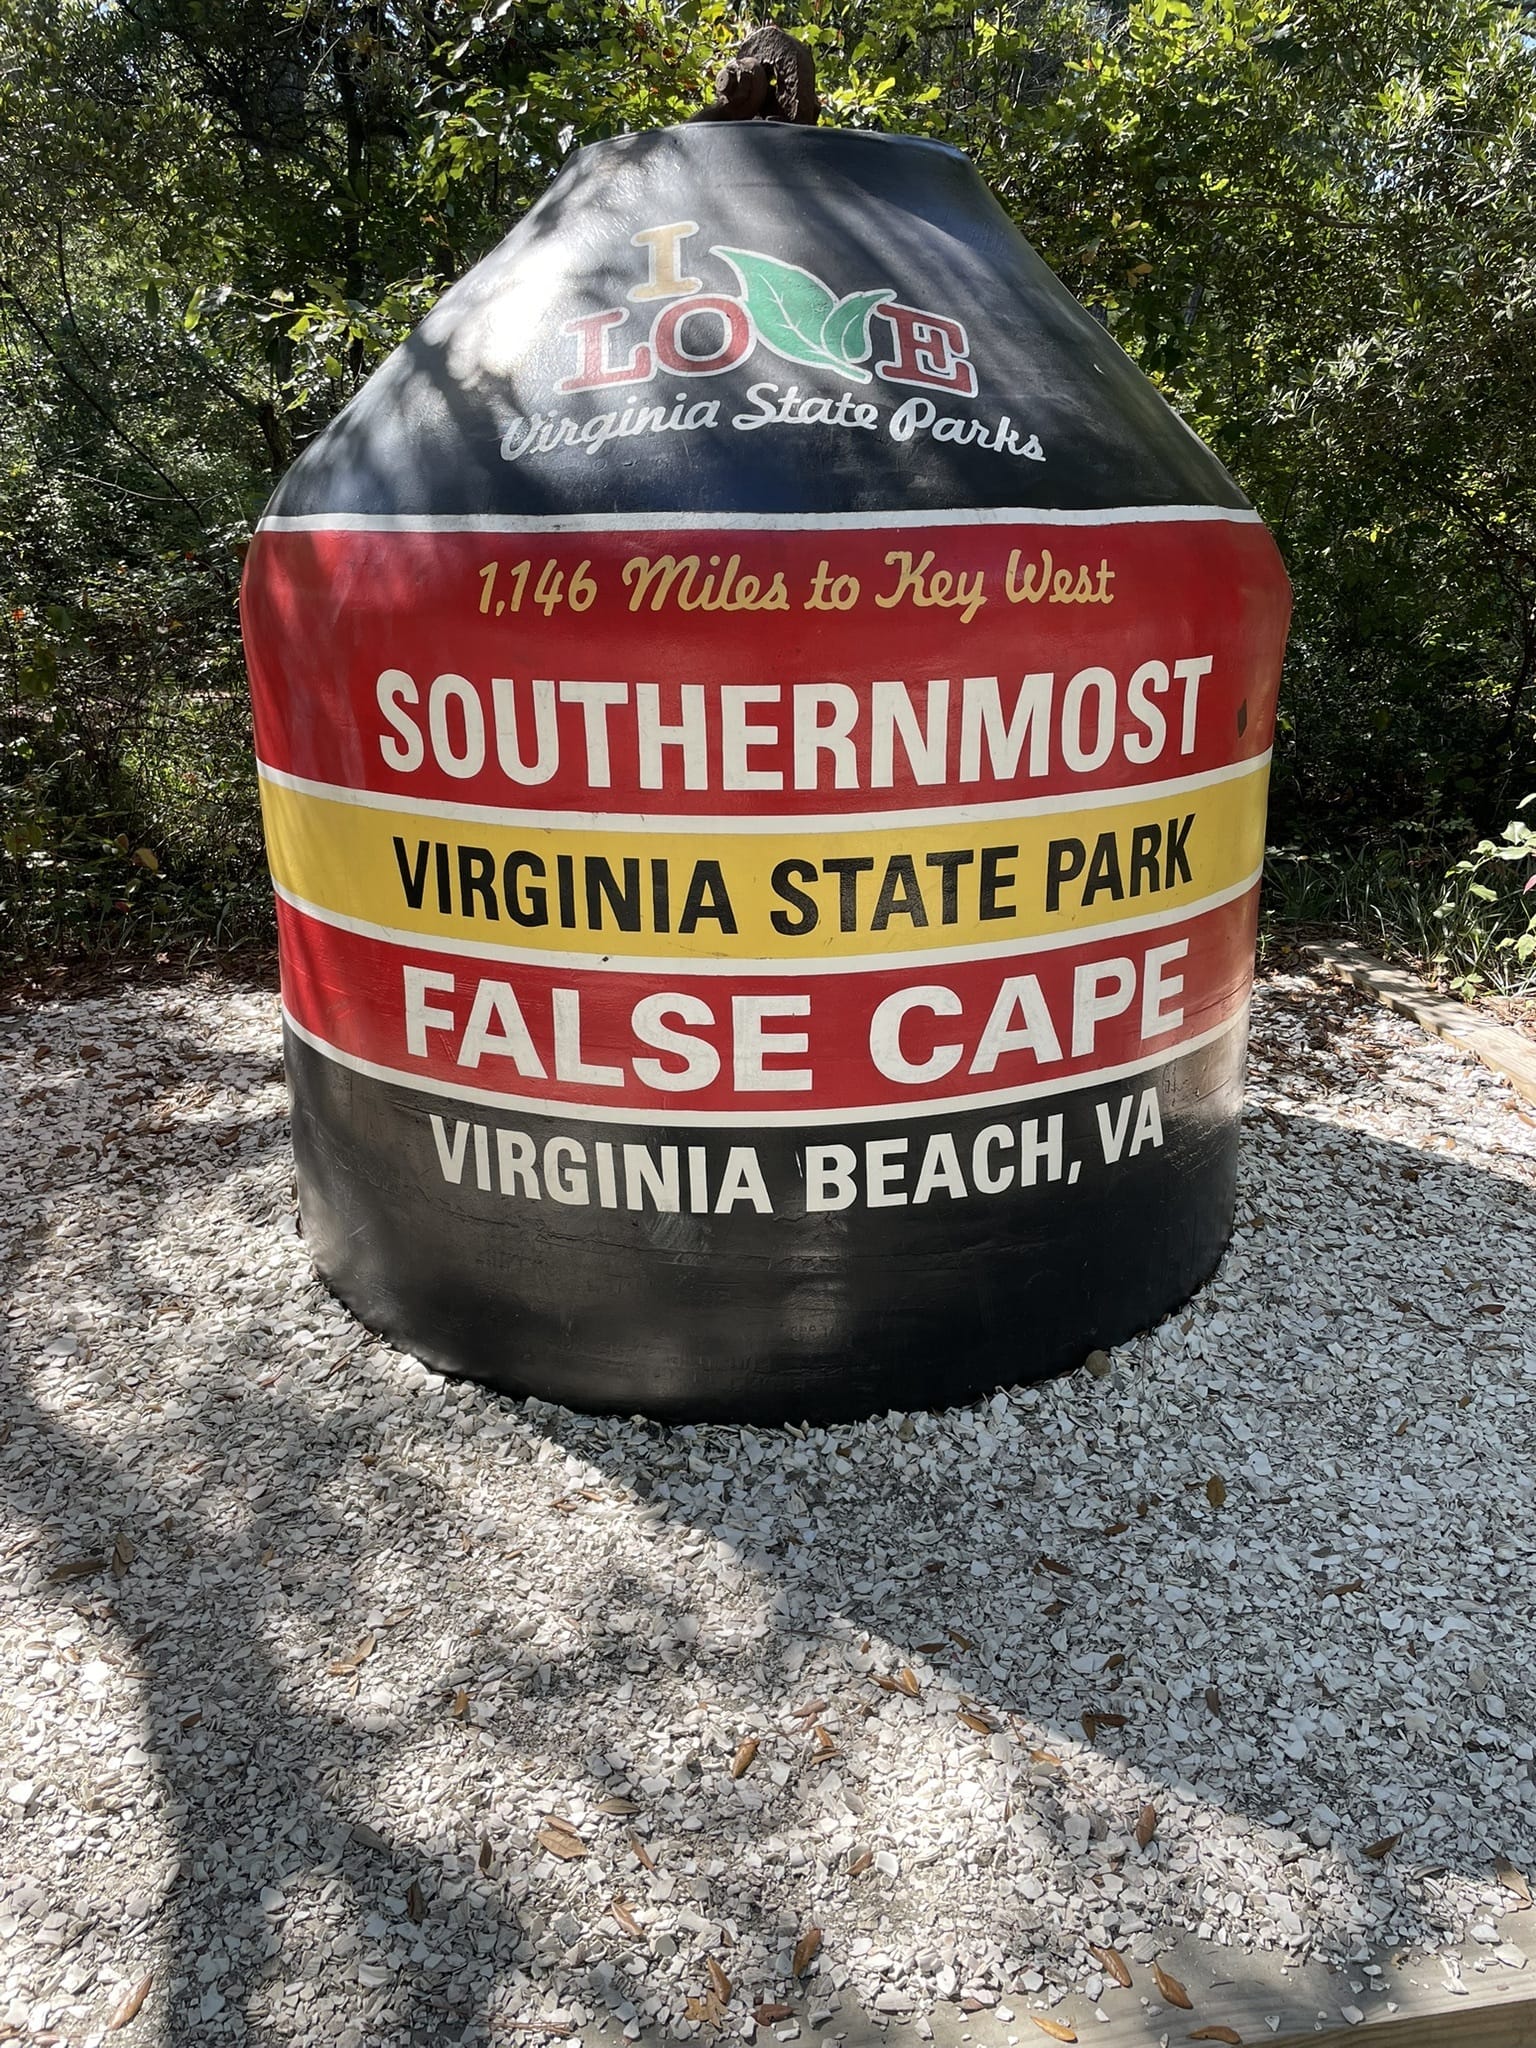 I
LOVE
Virginia State Parks
1,146 Miles to Key West
SOUTHERNMOST
VIRGINIA STATE PARK
FALSE CAPE
VIRGINIA BEACH, VA